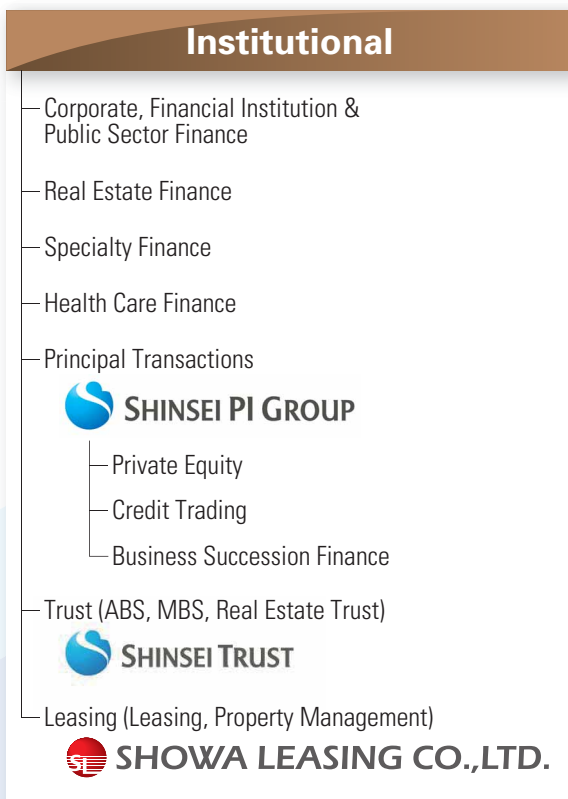 Institutional
Corporate, Financial Institution &
Public Sector Finance
Real Estate Finance
Specialty Finance
Health Care Finance
Principal Transactions
SHINSEI PI GROUP
Private Equity
Credit Trading
Business Succession Finance
Trust (ABS, MBS, Real Estate Trust)
SHINSEI TRUST
Leasing (Leasing, Property Management)
SL SHOWA LEASING CO.,LTD.